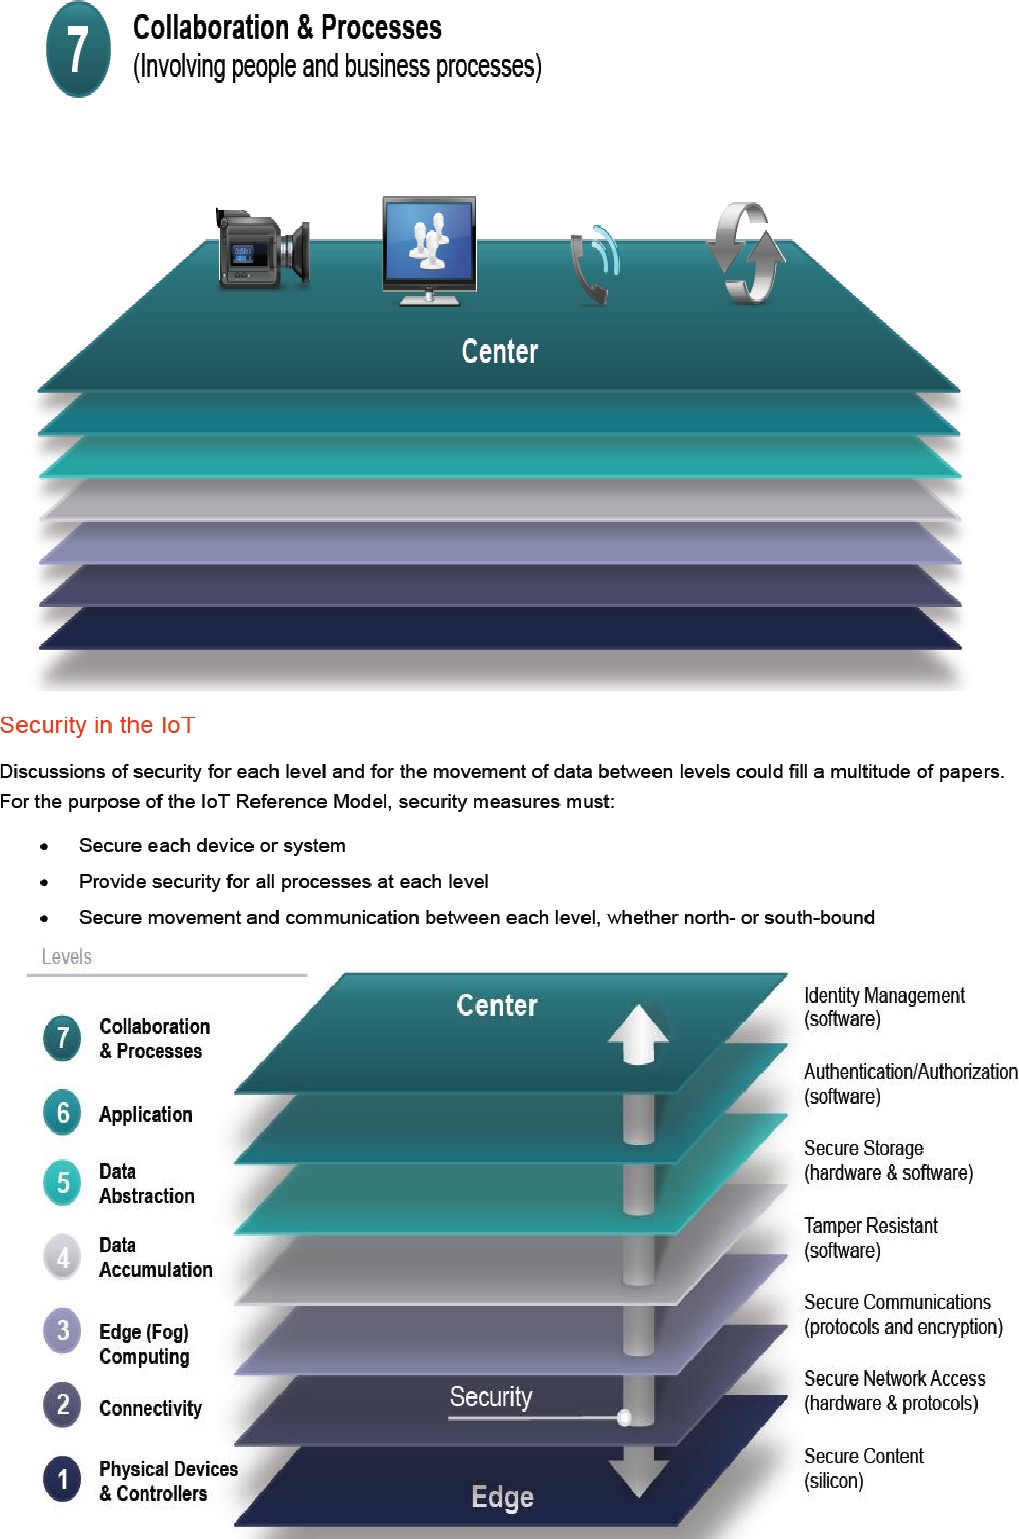 7
Collaboration & Processes
(Involving people and business processes)
Center
Security in the IoT
Discussions of security for each level and for the movement of data between levels could fill a multitude of papers.
For the purpose of the IoT Reference Model, security measures must:
• Secure each device or system
• Provide security for all processes at each level
• Secure movement and communication between each level, whether north- or south-bound
Levels
7
Collaboration
& Processes
6
Application
5
Data
Abstraction
4
Data
Accumulation
3
Edge (Fog)
Computing
2
Connectivity
1
Physical Devices
& Controllers
Center
Security
Edge
Identity Management
(software)
Authentication/Authorization
(software)
Secure Storage
(hardware & software)
Tamper Resistant
(software)
Secure Communications
(protocols and encryption)
Secure Network Access
(hardware & protocols)
Secure Content
(silicon)